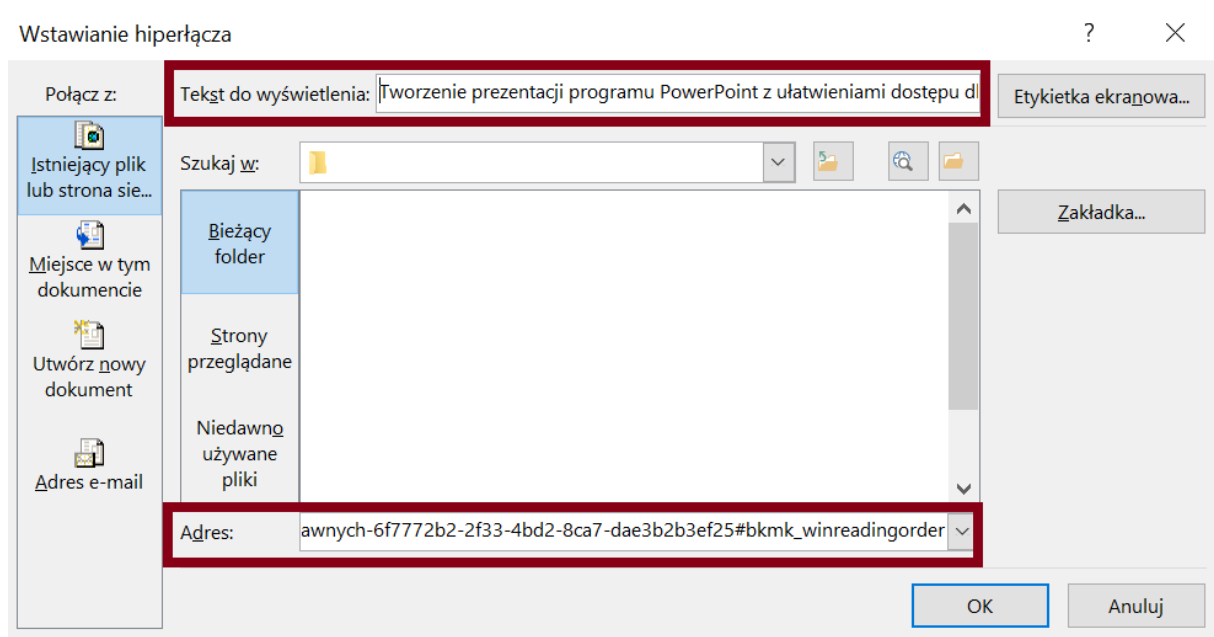 Wstawianie hiperłącza
?
Połącz z:
Tekst do wyświetlenia: Tworzenie prezentacji programu PowerPoint z ułatwieniami dostępu dl
Etykietka ekranowa...
Istniejący plik
lub strona sie...
Szukaj w:
Zakładka...
Bieżący
folder
Miejsce w tym
dokumencie
Strony
przeglądane
Utwórz nowy
dokument
Niedawno
używane
pliki
Adres e-mail
Adres: awnych-6f7772b2-2f33-4bd2-8ca7-dae3b2b3ef25#bkmk_winreadingorder
OK
Anuluj